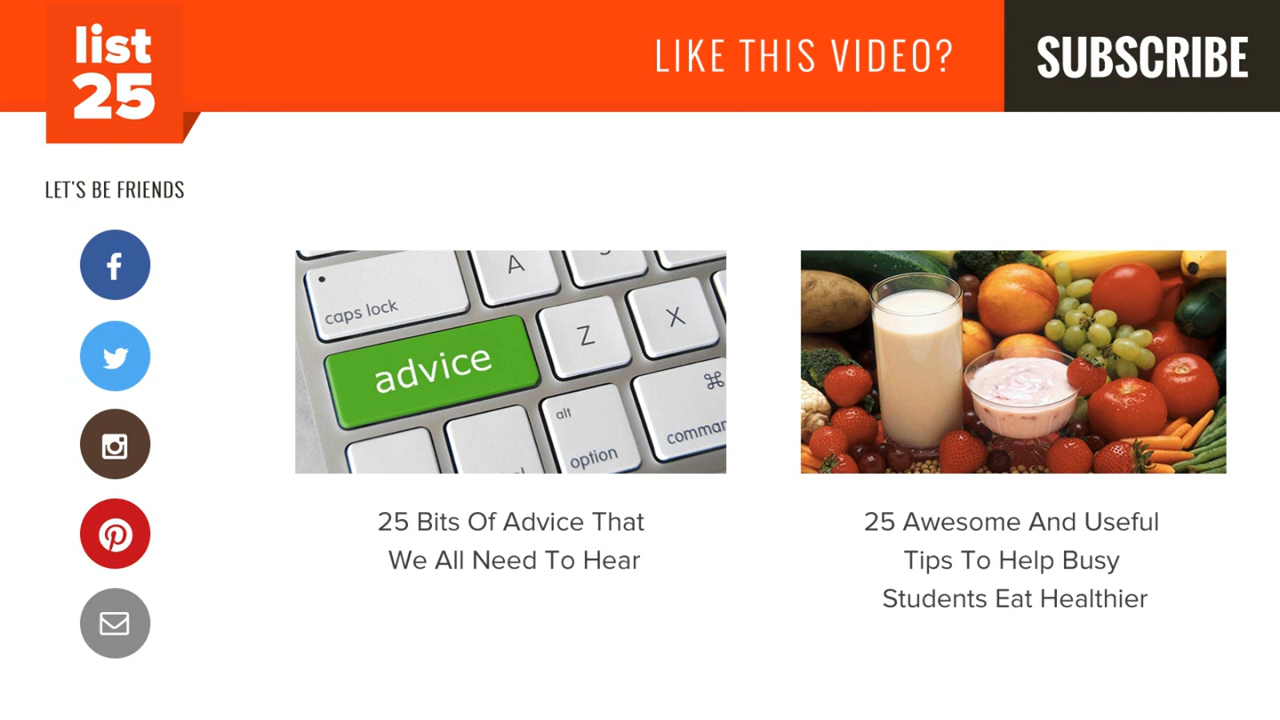 list
25
LIKE THIS VIDEO?
SUBSCRIBE
LET'S BE FRIENDS
A
caps lock
Z
X
advice
alt
option
25 Bits Of Advice That
We All Need To Hear
25 Awesome And Useful
Tips To Help Busy
Students Eat Healthier